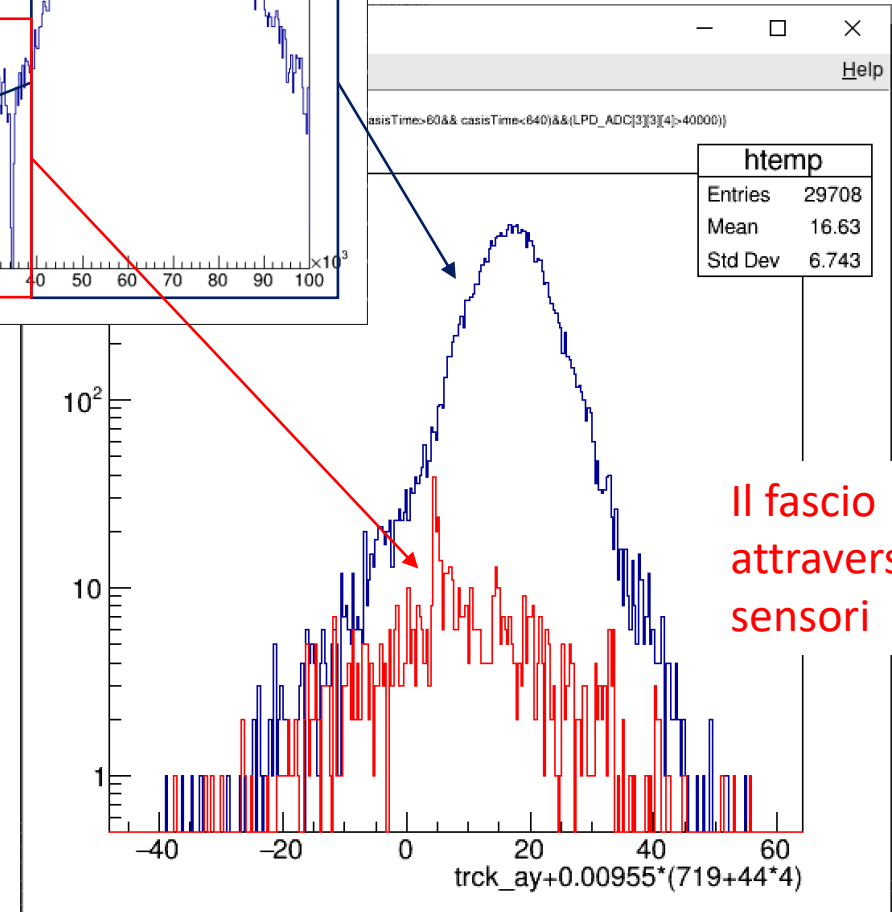 Help
asisTime>60&& casisTime<640)&&(LPD_ADC[3][3][4]>40000)}
htemp
Entries 29708
Mean 16.63
Std Dev 6.743
×10³
40 50 60 70 80 90 100
10²
10
1
Il fascio
attravers
sensori
−40 −20 0 20 40 60
trck_ay+0.00955*(719+44*4)